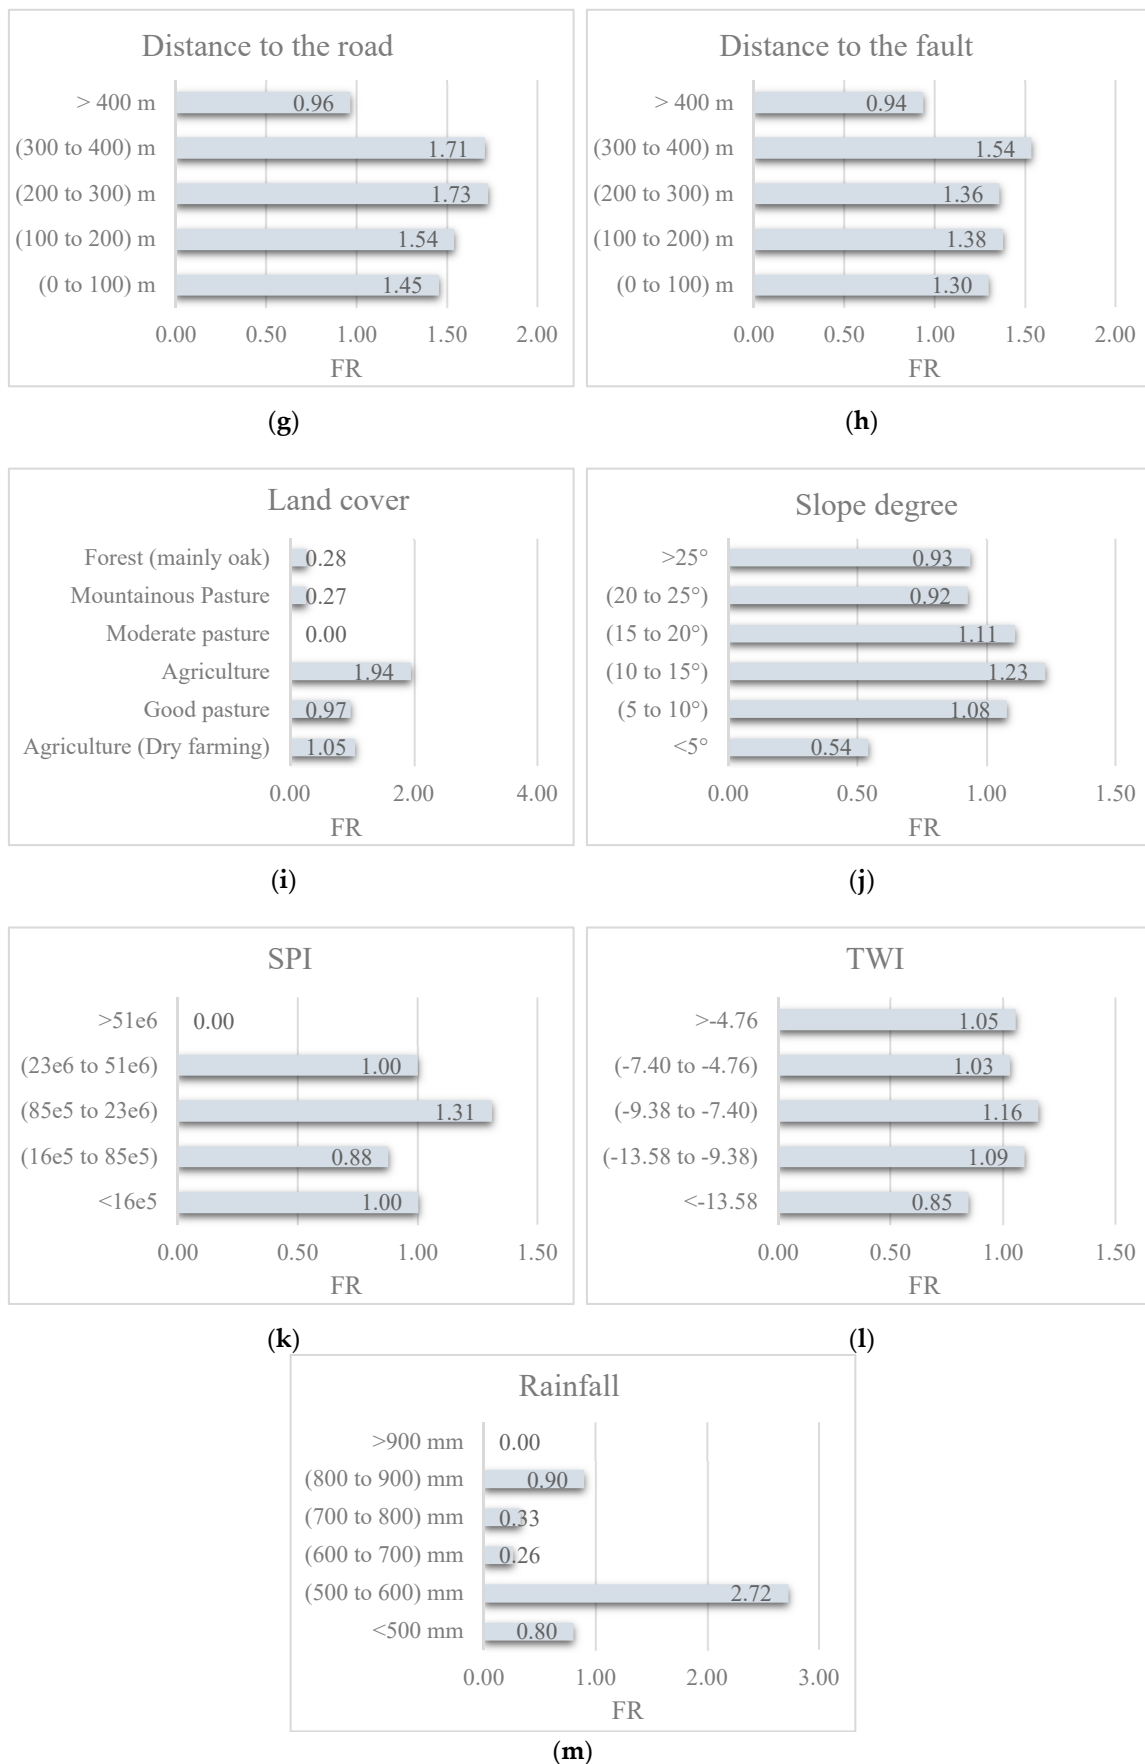 Distance to the road
> 400 m 0.96
(300 to 400) m 1.71
(200 to 300) m 1.73
(100 to 200) m 1.54
(0 to 100) m 1.45
0.00 0.50 1.00 1.50 2.00
FR
(g)
Distance to the fault
> 400 m 0.94
(300 to 400) m 1.54
(200 to 300) m 1.36
(100 to 200) m 1.38
(0 to 100) m 1.30
0.00 0.50 1.00 1.50 2.00
FR
(h)
Land cover
Forest (mainly oak) 0.28
Mountainous Pasture 0.27
Moderate pasture 0.00
Agriculture 1.94
Good pasture 0.97
Agriculture (Dry farming) 1.05
0.00 2.00 4.00
FR
(i)
Slope degree
>25° 0.93
(20 to 25°) 0.92
(15 to 20°) 1.11
(10 to 15°) 1.23
(5 to 10°) 1.08
<5° 0.54
0.00 0.50 1.00 1.50
FR
(j)
SPI
>51e6 0.00
(23e6 to 51e6) 1.00
(85e5 to 23e6) 1.31
(16e5 to 85e5) 0.88
<16e5 1.00
0.00 0.50 1.00 1.50
FR
(k)
TWI
>-4.76 1.05
(-7.40 to -4.76) 1.03
(-9.38 to -7.40) 1.16
(-13.58 to -9.38) 1.09
<-13.58 0.85
0.00 0.50 1.00 1.50
FR
(l)
Rainfall
>900 mm 0.00
(800 to 900) mm 0.90
(700 to 800) mm 0.33
(600 to 700) mm 0.26
(500 to 600) mm 2.72
<500 mm 0.80
0.00 1.00 2.00 3.00
FR
(m)